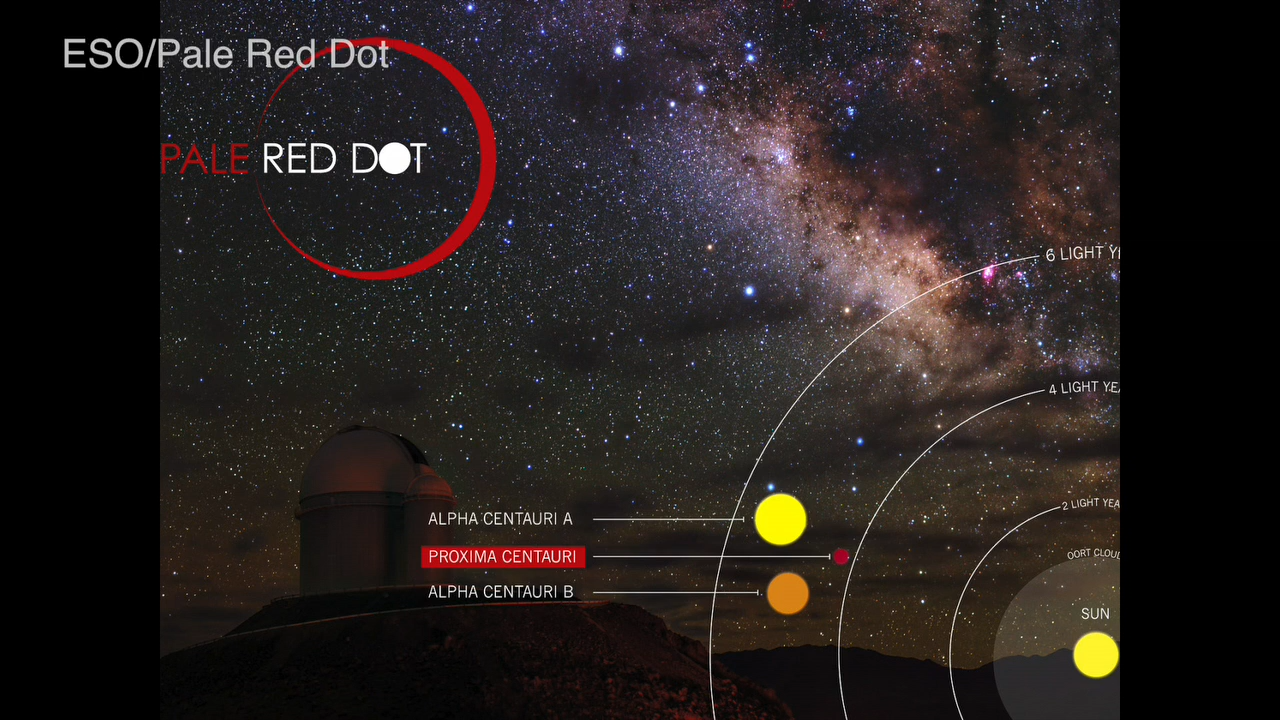 ESO/Pale Red Dot
PALE RED DOT
6 LIGHT
4 LIGHT
2 LIGHT
OORT
ALPHA CENTAURI A
PROXIMA CENTAURI
ALPHA CENTAURI B
SUN